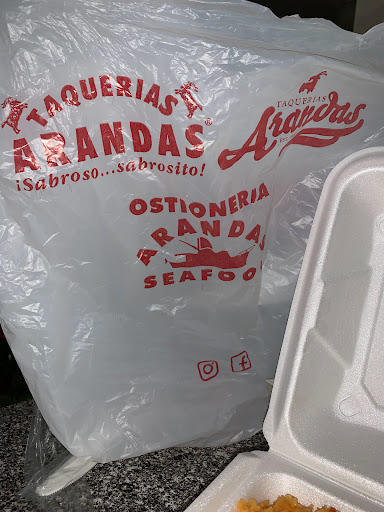 TAQUERIAS
ARANDAS®
¡Sabroso...sabrosito!
TAQUERIAS
Arandas
OSTIONERIA
ARANDAS
SEAFOOD